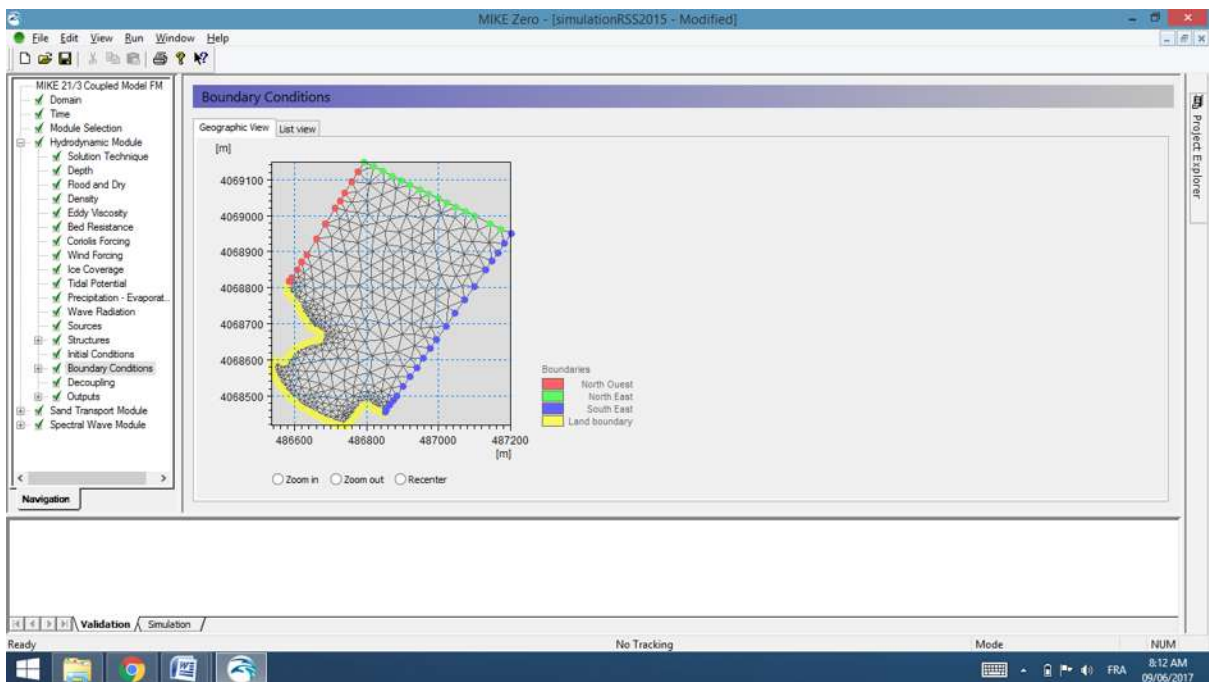 MIKE Zero - [simulationRSS2015 - Modified]
File Edit View Run Window Help
MIKE 21/3 Coupled Model FM
Domain
Time
Module Selection
Hydrodynamic Module
Solution Technique
Depth
Flood and Dry
Density
Eddy Viscosity
Bed Resistance
Coriolis Forcing
Wind Forcing
Ice Coverage
Tidal Potential
Precipitation - Evaporat..
Wave Radiation
Sources
Structures
Initial Conditions
Boundary Conditions
Decoupling
Outputs
Sand Transport Module
Spectral Wave Module
Navigation
Boundary Conditions
Geographic View List view
[m]
4069100
4069000
4068900
4068800
4068700
4068600
4068500
486600 486800 487000 487200
[m]
Boundaries
North Ouest
North East
South East
Land boundary
Zoom in Zoom out Recenter
Project Explorer
Validation Simulation
Ready No Tracking Mode NUM
FRA 8:12 AM
09/06/2017